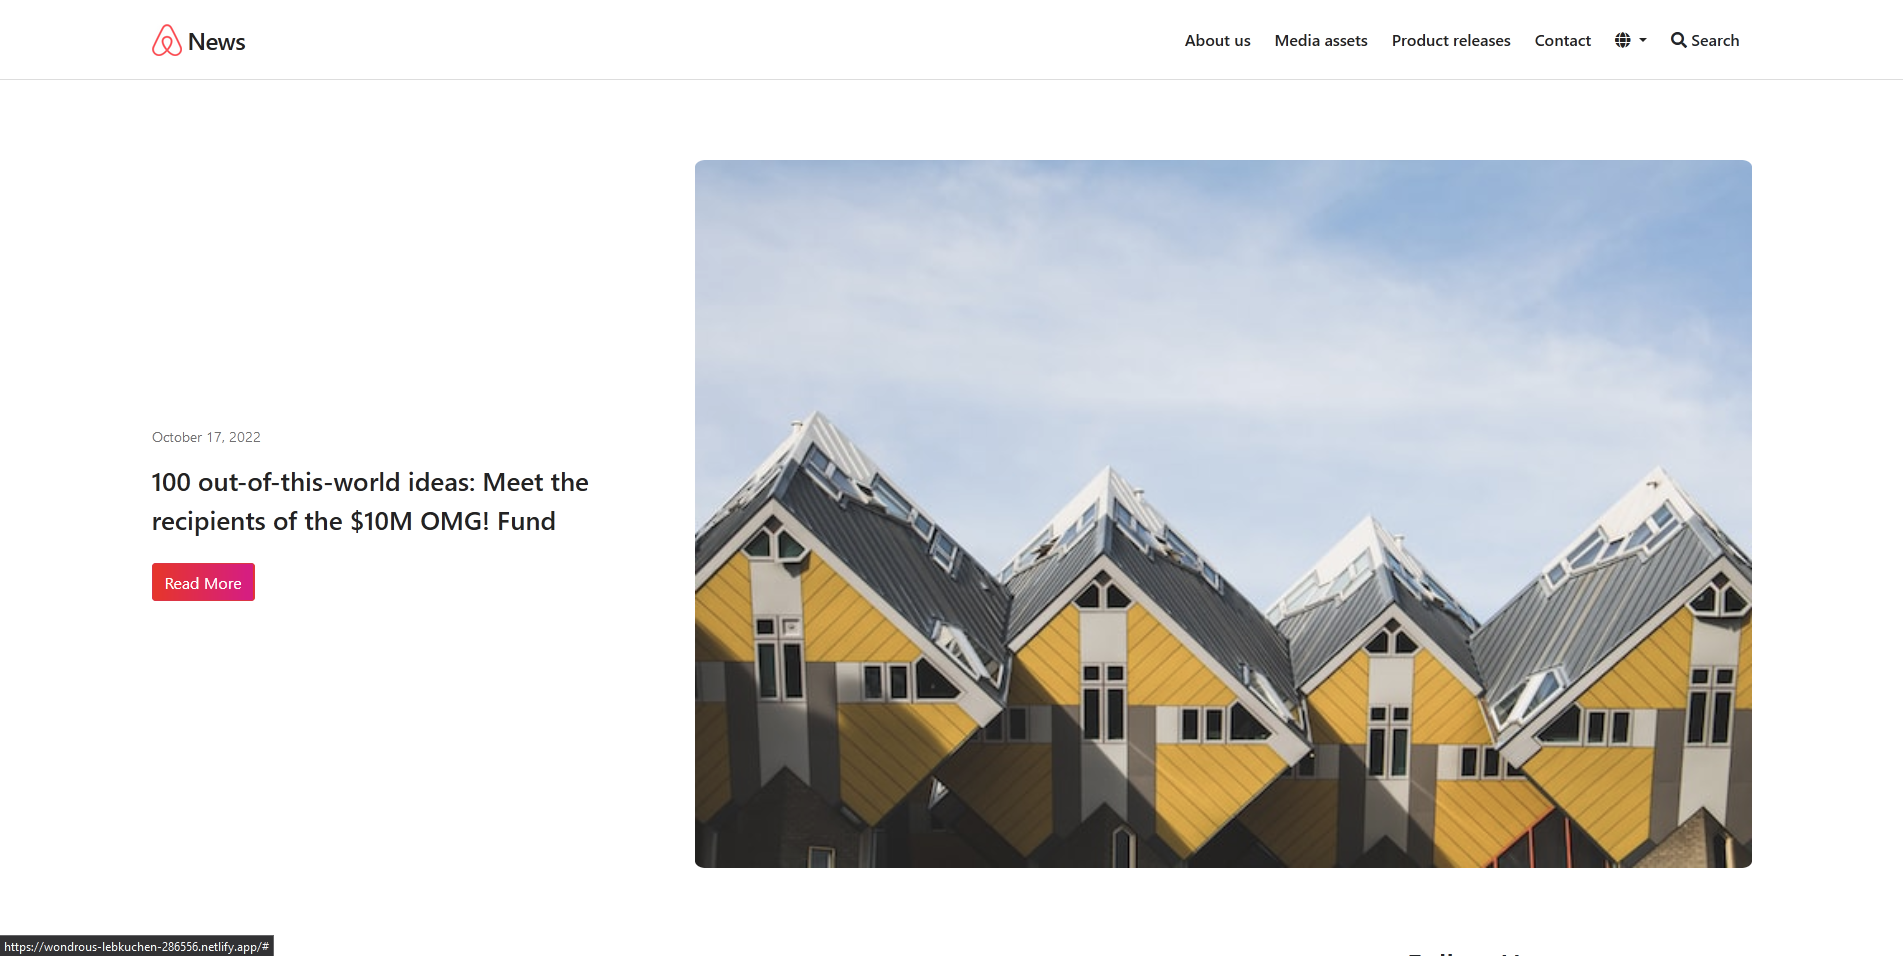 News
About us
Media assets
Product releases
Contact
Search
October 17, 2022
100 out-of-this-world ideas: Meet the
recipients of the $10M OMG! Fund
Read More
https://wondrous-lebkuchen-286556.netlify.app/#